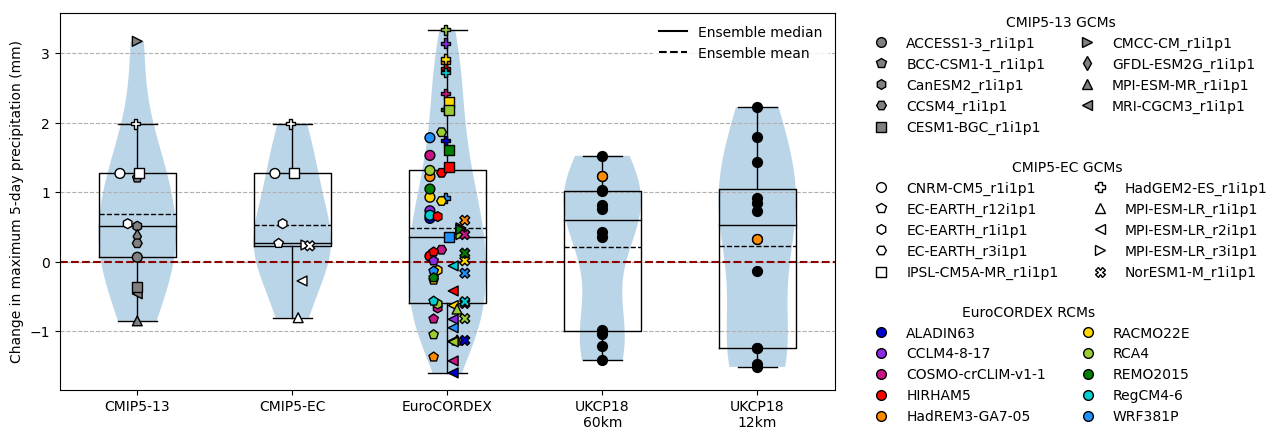 Change in maximum 5-day precipitation (mm)
3
2
1
0
−1
Ensemble median
Ensemble mean
CMIP5-13
CMIP5-EC
EuroCORDEX
UKCP18
60km
UKCP18
12km
CMIP5-13 GCMs
ACCESS1-3_r1i1p1
BCC-CSM1-1_r1i1p1
CanESM2_r1i1p1
CCSM4_r1i1p1
CESM1-BGC_r1i1p1
CMCC-CM_r1i1p1
GFDL-ESM2G_r1i1p1
MPI-ESM-MR_r1i1p1
MRI-CGCM3_r1i1p1
CMIP5-EC GCMs
CNRM-CM5_r1i1p1
EC-EARTH_r12i1p1
EC-EARTH_r1i1p1
EC-EARTH_r3i1p1
IPSL-CM5A-MR_r1i1p1
HadGEM2-ES_r1i1p1
MPI-ESM-LR_r1i1p1
MPI-ESM-LR_r2i1p1
MPI-ESM-LR_r3i1p1
NorESM1-M_r1i1p1
EuroCORDEX RCMs
ALADIN63
CCLM4-8-17
COSMO-crCLIM-v1-1
HIRHAM5
HadREM3-GA7-05
RACMO22E
RCA4
REMO2015
RegCM4-6
WRF381P